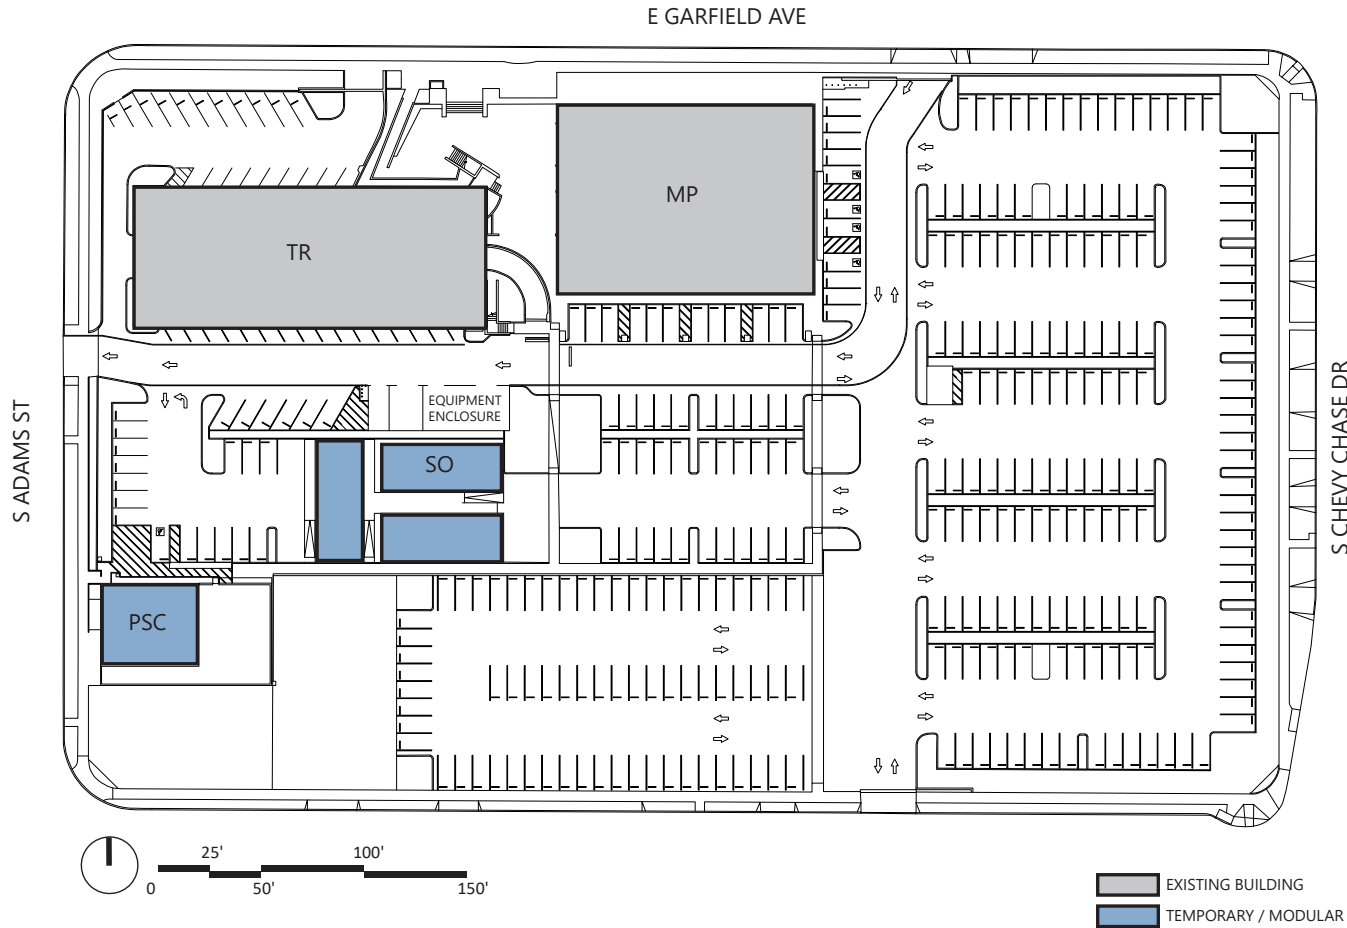 E GARFIELD AVE
MP
TR
EQUIPMENT
ENCLOSURE
S ADAMS ST
S CHEVY CHASE DR
SO
PSC
25'
100'
0
50'
150'
EXISTING BUILDING
TEMPORARY / MODULAR